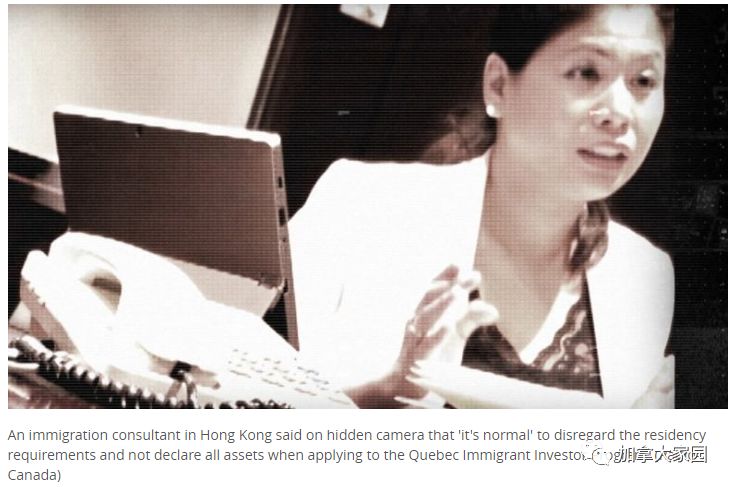 An immigration consultant in Hong Kong said on hidden camera that 'it's normal' to disregard the residency
requirements and not declare all assets when applying to the Quebec Immigrant Investor
加拿大家园
Canada)